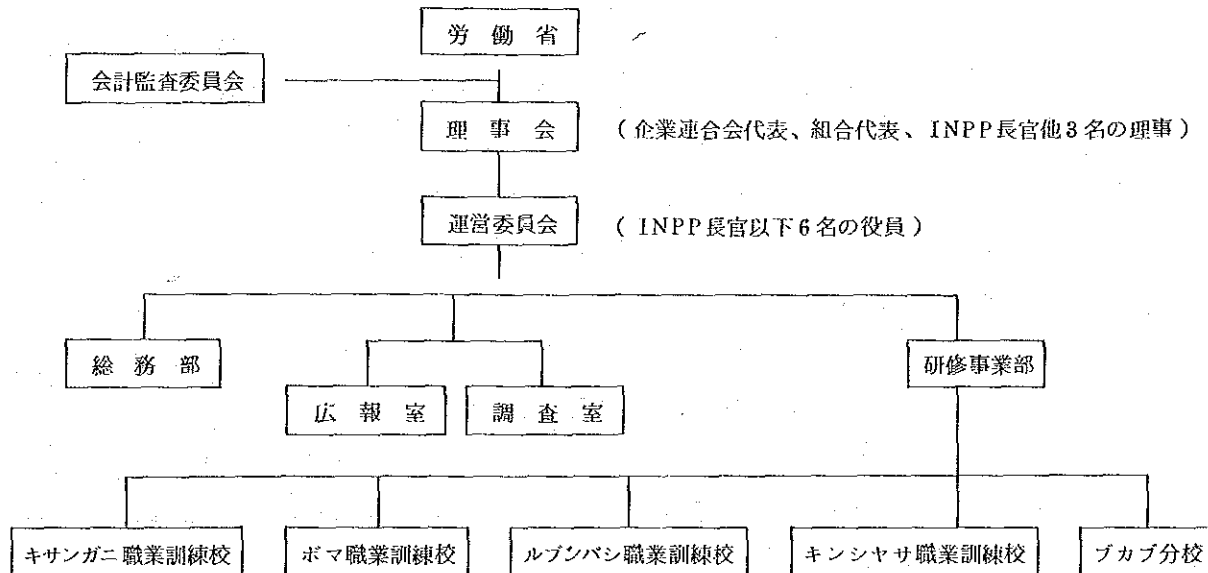 労働省
会計監査委員会
理事会 (企業連合会代表、組合代表、INPP長官他3名の理事)
運営委員会 (INPP長官以下6名の役員)
総務部 研修事業部
広報室 調査室
キサンガニ職業訓練校 ボマ職業訓練校 ルブンバシ職業訓練校 キンシヤサ職業訓練校 ブカブ分校